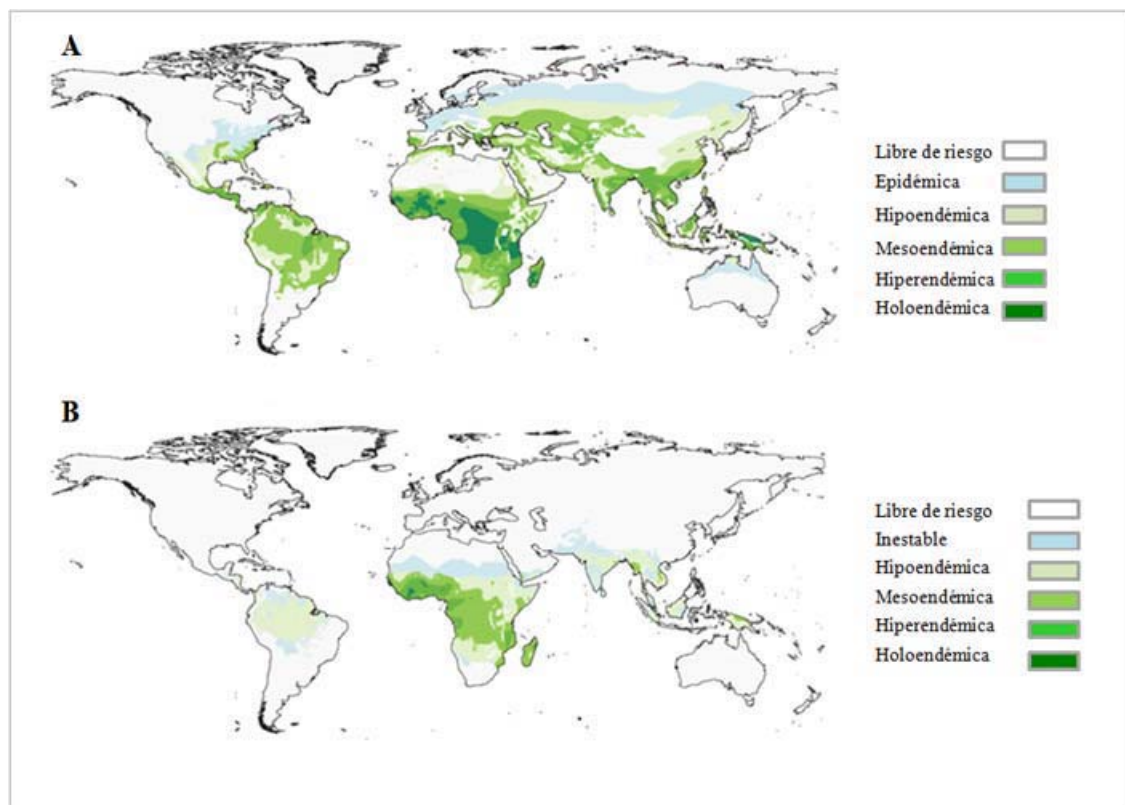 A
Libre de riesgo
Epidémica
Hipoendémica
Mesoendémica
Hiperendémica
Holoendémica
B
Libre de riesgo
Inestable
Hipoendémica
Mesoendémica
Hiperendémica
Holoendémica